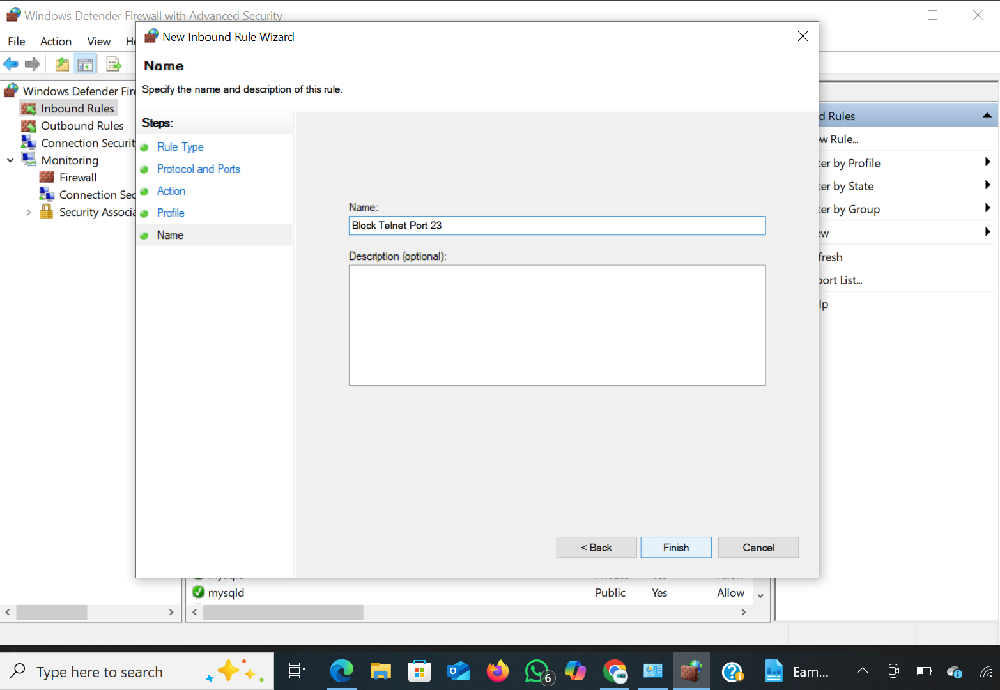 Windows Defender Firewall with Advanced Security
File Action View
New Inbound Rule Wizard
Name
Specify the name and description of this rule.
Windows Defender Fire
Inbound Rules
Outbound Rules
Connection Securit
Monitoring
Firewall
Connection Sec
Security Associa
Steps:
Rule Type
Protocol and Ports
Action
Profile
Name
Name:
Block Telnet Port 23
Description (optional):
< Back
Finish
Cancel
d Rules
w Rule...
ter by Profile
ter by State
ter by Group
ew
fresh
port List...
lp
mysqld Public Yes Allow
Type here to search
6
Earn...